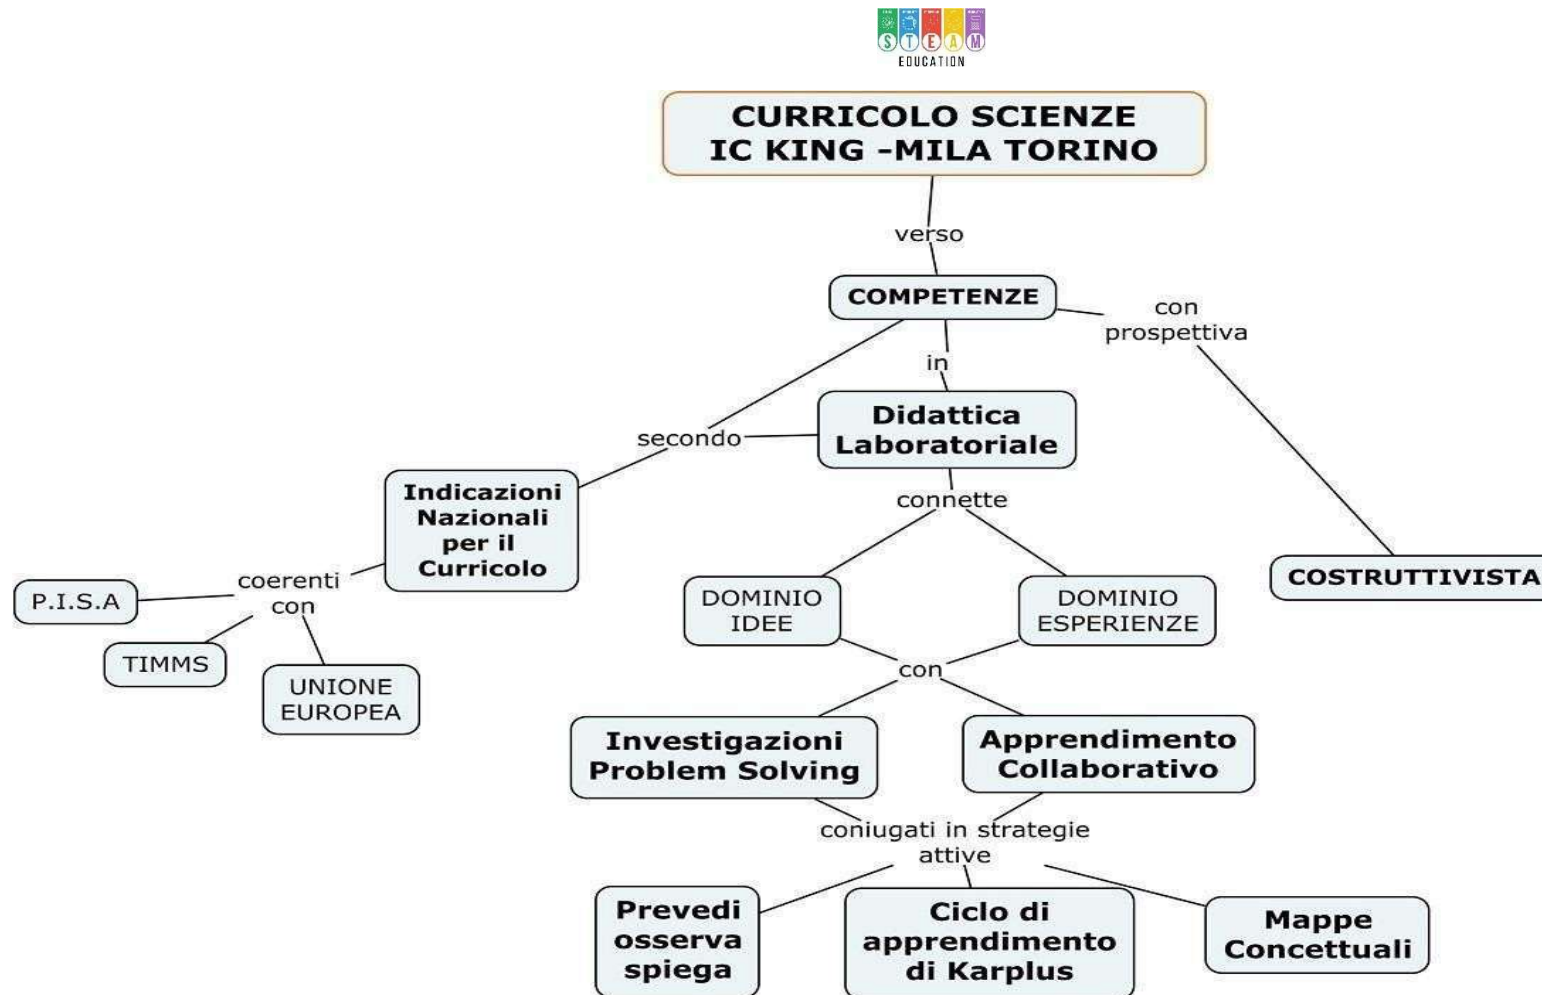 STEAM
EDUCATION
CURRICOLO SCIENZE
IC KING -MILA TORINO
verso
COMPETENZE
con
prospettiva
in
Didattica
Laboratoriale
secondo
Indicazioni
Nazionali
per il
Curricolo
connette
COSTRUTTIVISTA
coerenti
con
P.I.S.A
TIMMS
UNIONE
EUROPEA
DOMINIO
IDEE
DOMINIO
ESPERIENZE
con
Investigazioni
Problem Solving
Apprendimento
Collaborativo
coniugati in strategie
attive
Prevedi
osserva
spiega
Ciclo di
apprendimento
di Karplus
Mappe
Concettuali